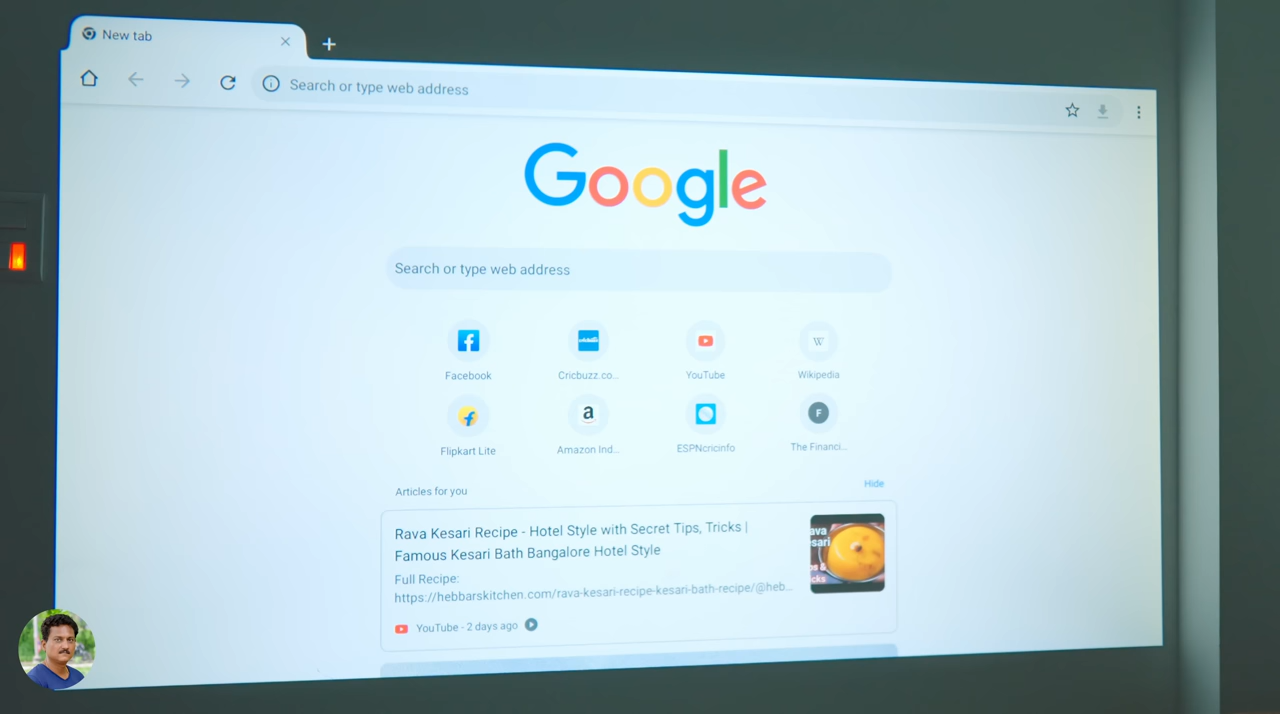 New tab
Search or type web address
Google
Search or type web address
Facebook
Cricbuzz.co...
YouTube
Wikipedia
Flipkart Lite
Amazon Ind...
ESPNcricinfo
The Financi...
Articles for you
Hide
Rava Kesari Recipe - Hotel Style with Secret Tips, Tricks |
Famous Kesari Bath Bangalore Hotel Style
Full Recipe:
https://hebbarskitchen.com/rava-kesari-recipe-kesari-bath-recipe/@heb...
YouTube - 2 days ago